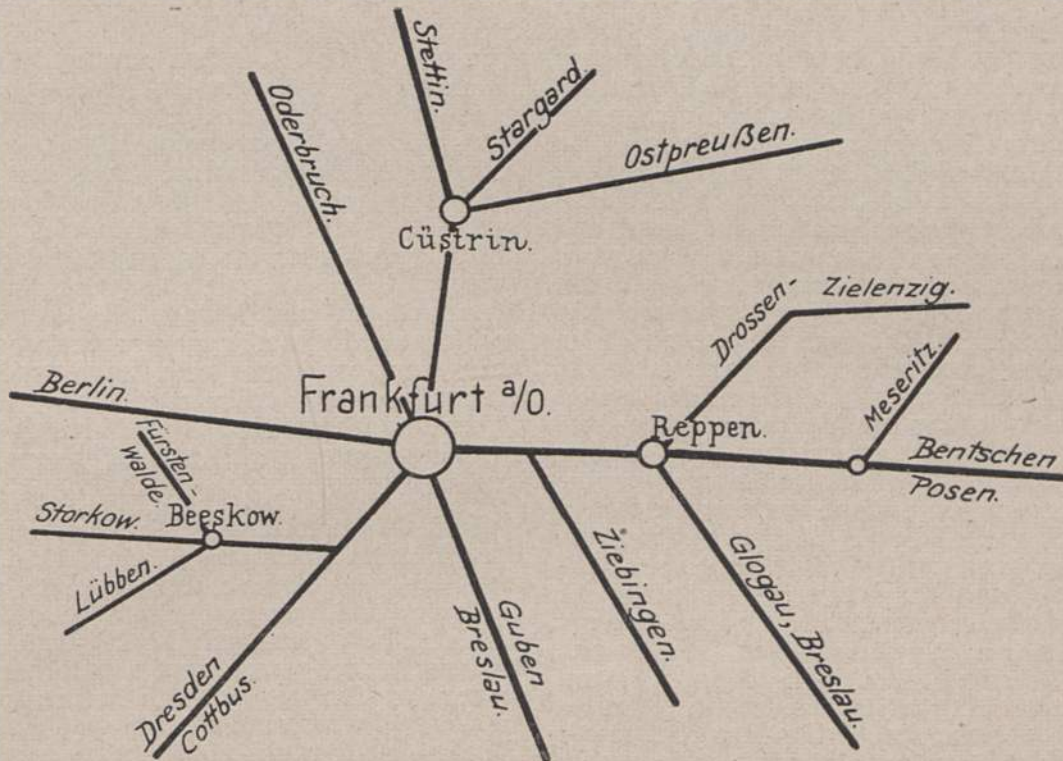 Stettin.
Stargard.
Oderbruch.
Ostpreußen.
Cüstrin.
Drossen-
Zielenzig.
Meseritz.
Berlin.
Frankfurt a/O.
Reppen.
Bentschen
Posen.
Fürsten-
walde.
Storkow.
Beeskow.
Lübben.
Ziebingen.
Glogau, Breslau.
Guben
Breslau.
Dresden
Cottbus.